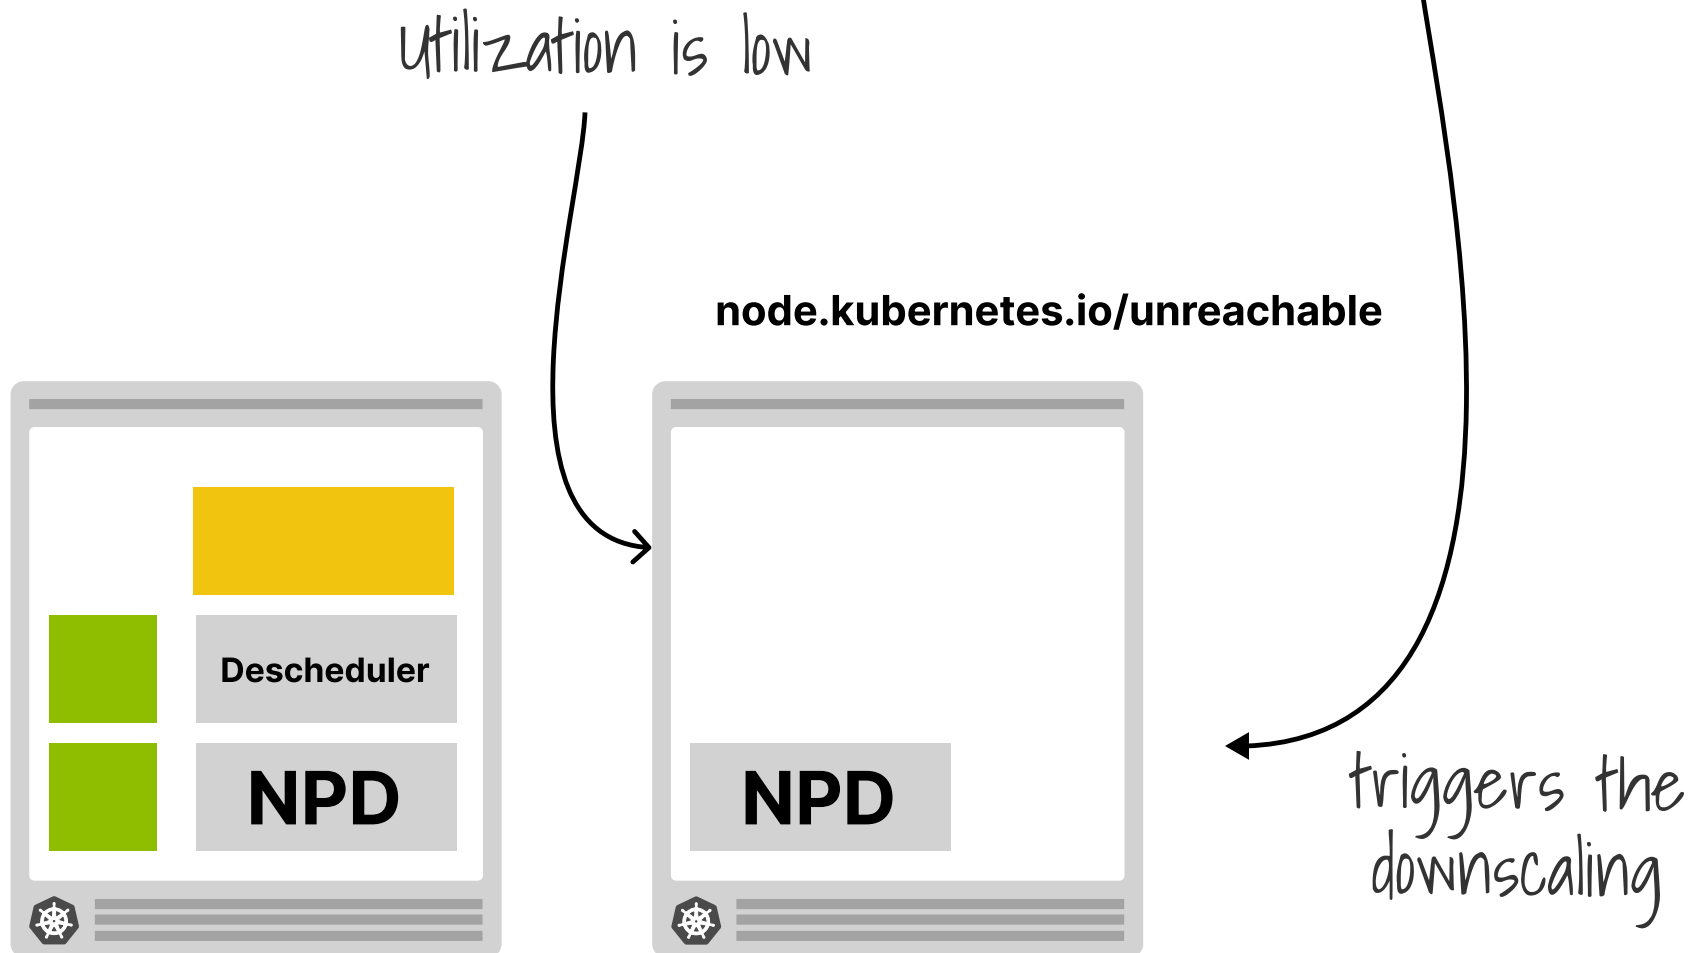 Utilization is low
node.kubernetes.io/unreachable
Descheduler
NPD
NPD
triggers the
downscaling